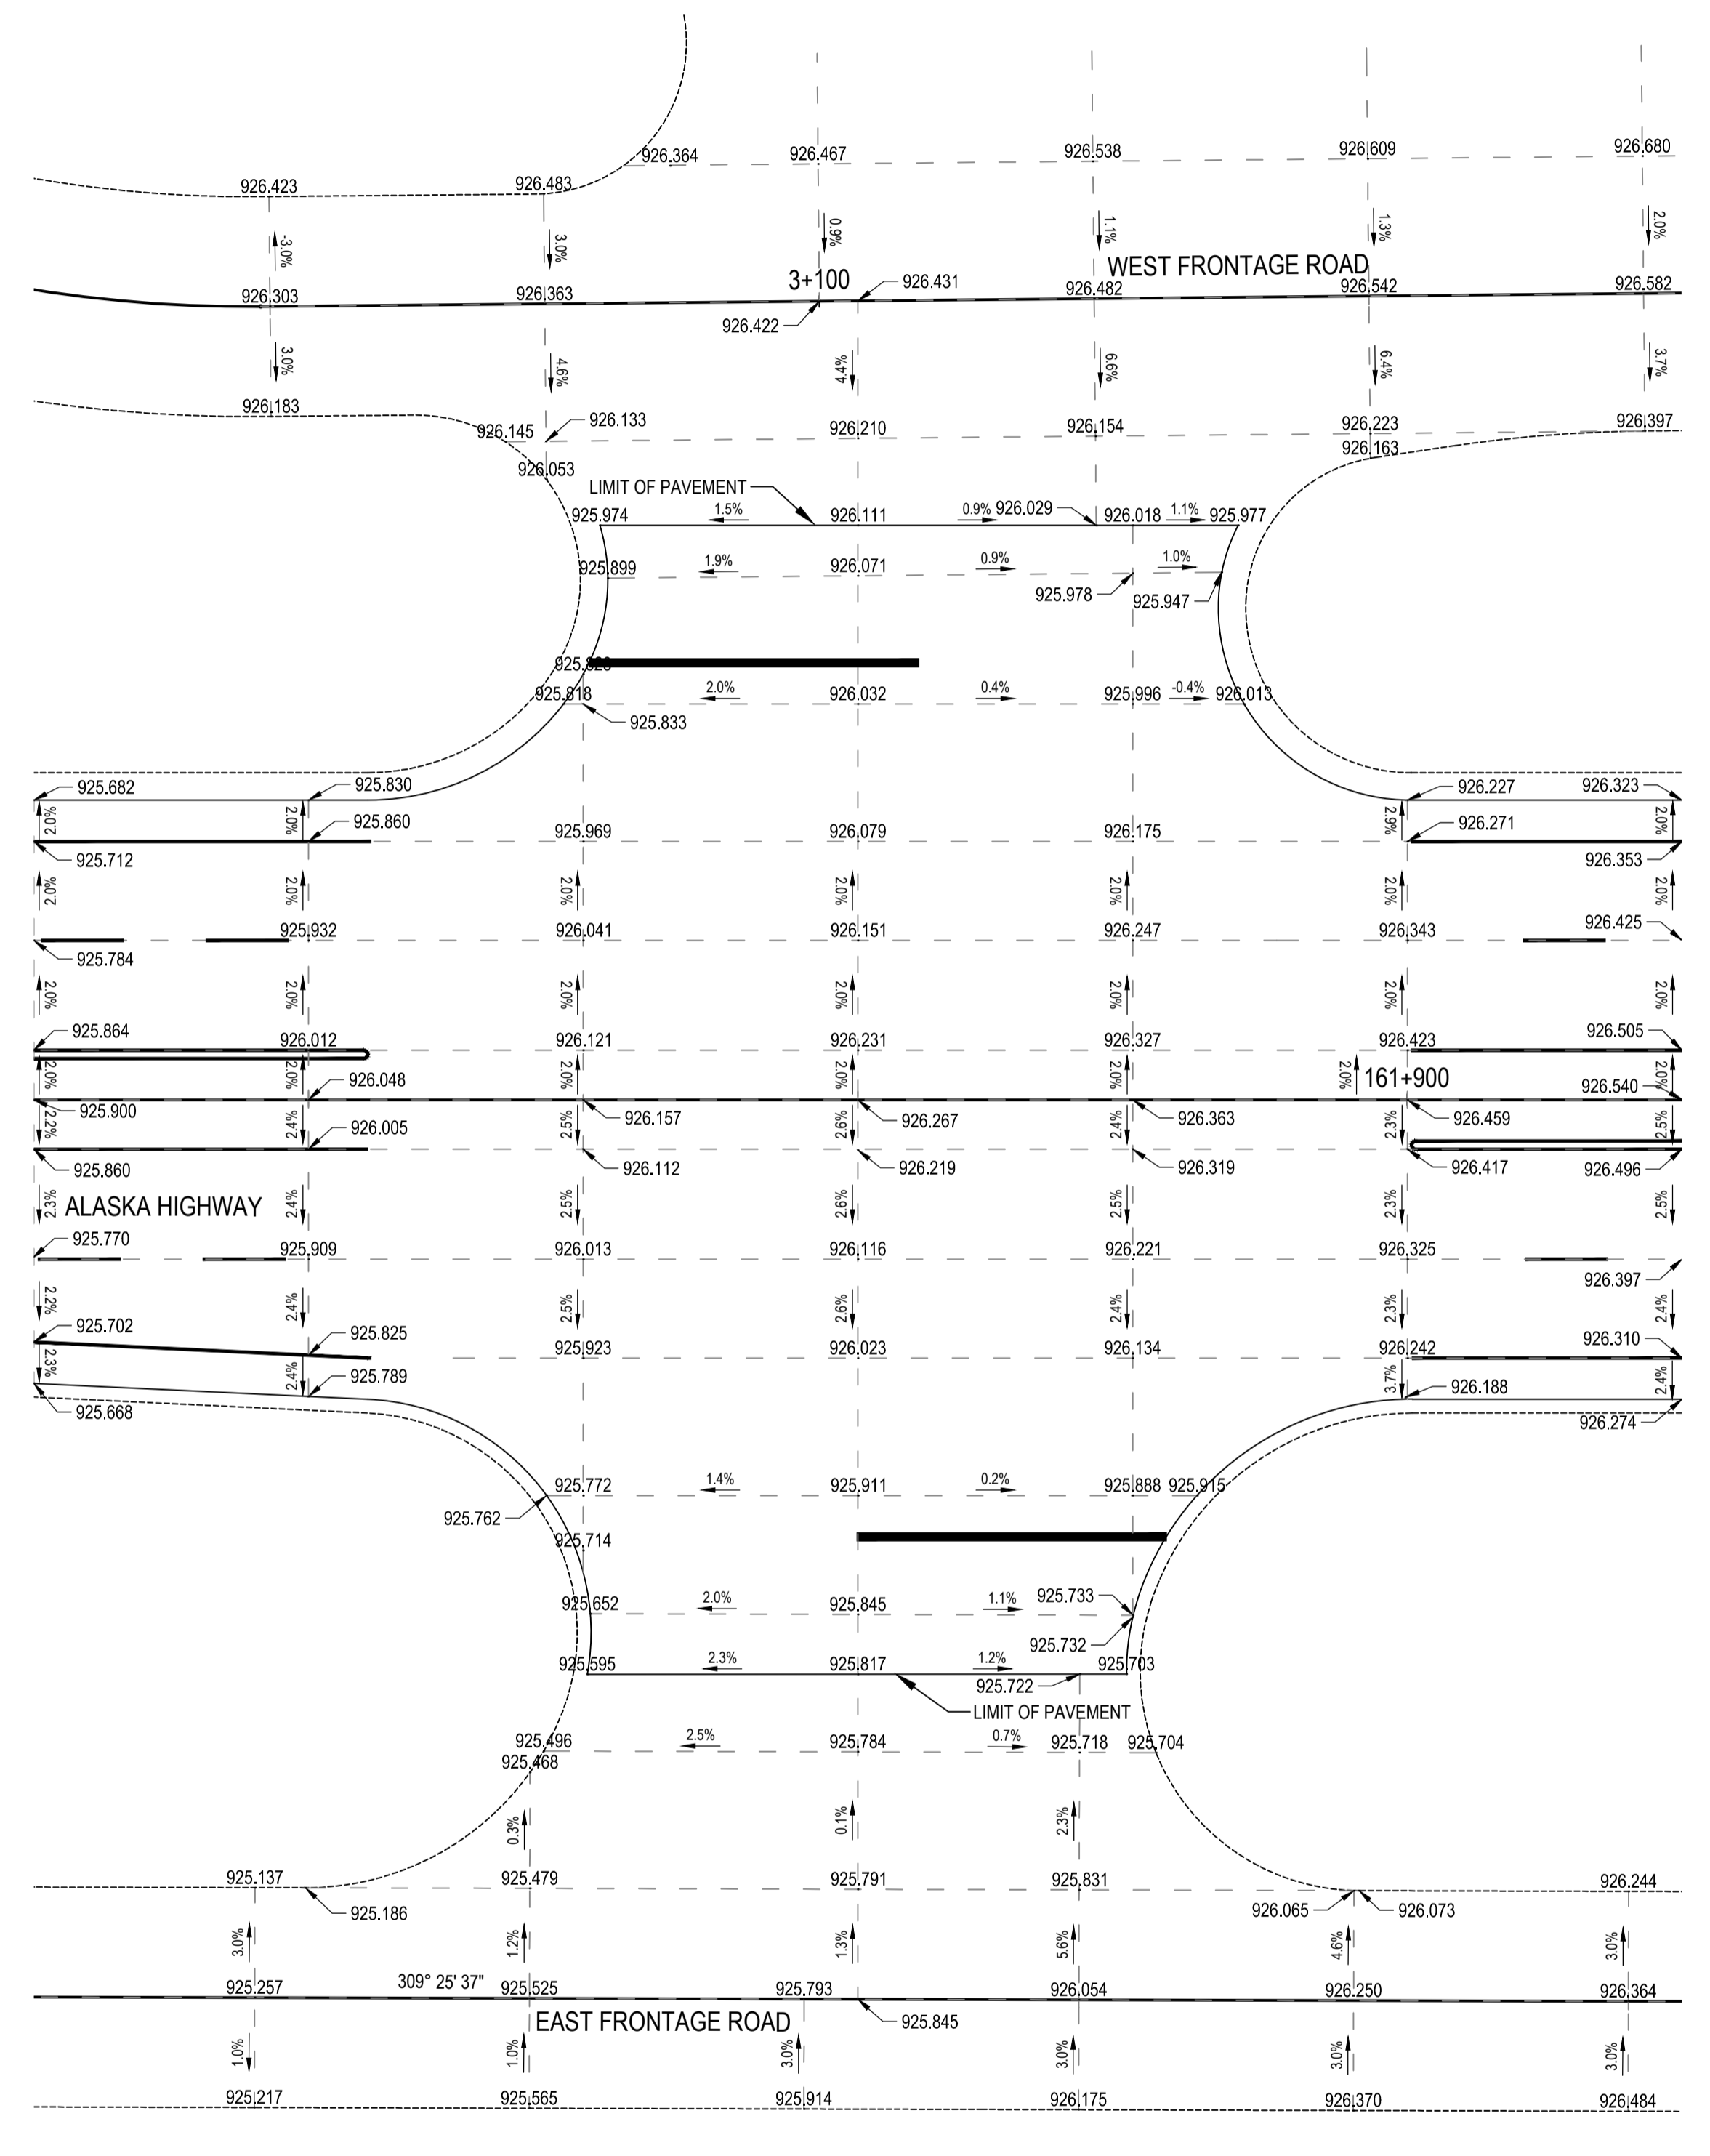 926.364 926.467 926.538 926.609 926.680
926.423 926.483
-3.0% 3.0% 0.9% 1.1% 1.3% 2.0%
WEST FRONTAGE ROAD
3+100 926.431
926.303 926.363 926.482 926.542 926.582
926.422
3.0% 4.6% 4.4% 6.6% 6.4% 3.7%
926.183
926.145 926.133 926.210 926.154 926.223 926.397
926.163
926.053
LIMIT OF PAVEMENT
925.974 1.5% 926.111 0.9% 926.029 926.018 1.1% 925.977
925.899 1.9% 926.071 0.9% 1.0%
925.978 925.947
925.818 2.0% 926.032 0.4% 925.996 -0.4% 926.013
925.833
925.682 925.830 926.227 926.323
2.0% 2.0% 2.9% 2.0%
925.860 925.969 926.079 926.175 926.271
925.712 926.353
2.0% 2.0% 2.0% 2.0% 2.0% 2.0% 2.0%
925.932 926.041 926.151 926.247 926.343 926.425
925.784
2.0% 2.0% 2.0% 2.0% 2.0% 2.0% 2.0%
925.864 926.012 926.121 926.231 926.327 926.423 926.505
2.0% 2.0% 2.0% 2.0% 2.0% 2.0% 2.0%
926.048 161+900 926.540
925.900 926.157 926.267 926.363 926.459
2.2% 2.4% 2.5% 2.6% 2.4% 2.3% 2.5%
926.005
925.860 926.112 926.219 926.319 926.417 926.496
2.3% 2.4% 2.5% 2.6% 2.5% 2.3% 2.5%
ALASKA HIGHWAY
925.770 925.909 926.013 926.116 926.221 926.325
926.397
2.2% 2.4% 2.5% 2.6% 2.4% 2.3% 2.4%
925.702 925.825 925.923 926.023 926.134 926.242 926.310
2.3% 2.4% 3.7% 2.4%
925.789 926.188
925.668 926.274
925.772 1.4% 925.911 0.2% 925.888 925.915
925.762
925.714
925.652 2.0% 925.845 1.1% 925.733
925.732
925.595 2.3% 925.817 1.2% 925.703
925.722
LIMIT OF PAVEMENT
925.496 2.5% 925.784 0.7% 925.718 925.704
925.468
0.3% 0.1% 2.3%
925.137 925.479 925.791 925.831 926.244
925.186 926.065 926.073
3.0% 1.2% 1.3% 5.6% 4.6% 3.0%
925.257 309° 25' 37" 925.525 925.793 926.054 926.250 926.364
EAST FRONTAGE ROAD 925.845
1.0% 1.0% 3.0% 3.0% 3.0% 3.0%
925.217 925.565 925.914 926.175 926.370 926.484